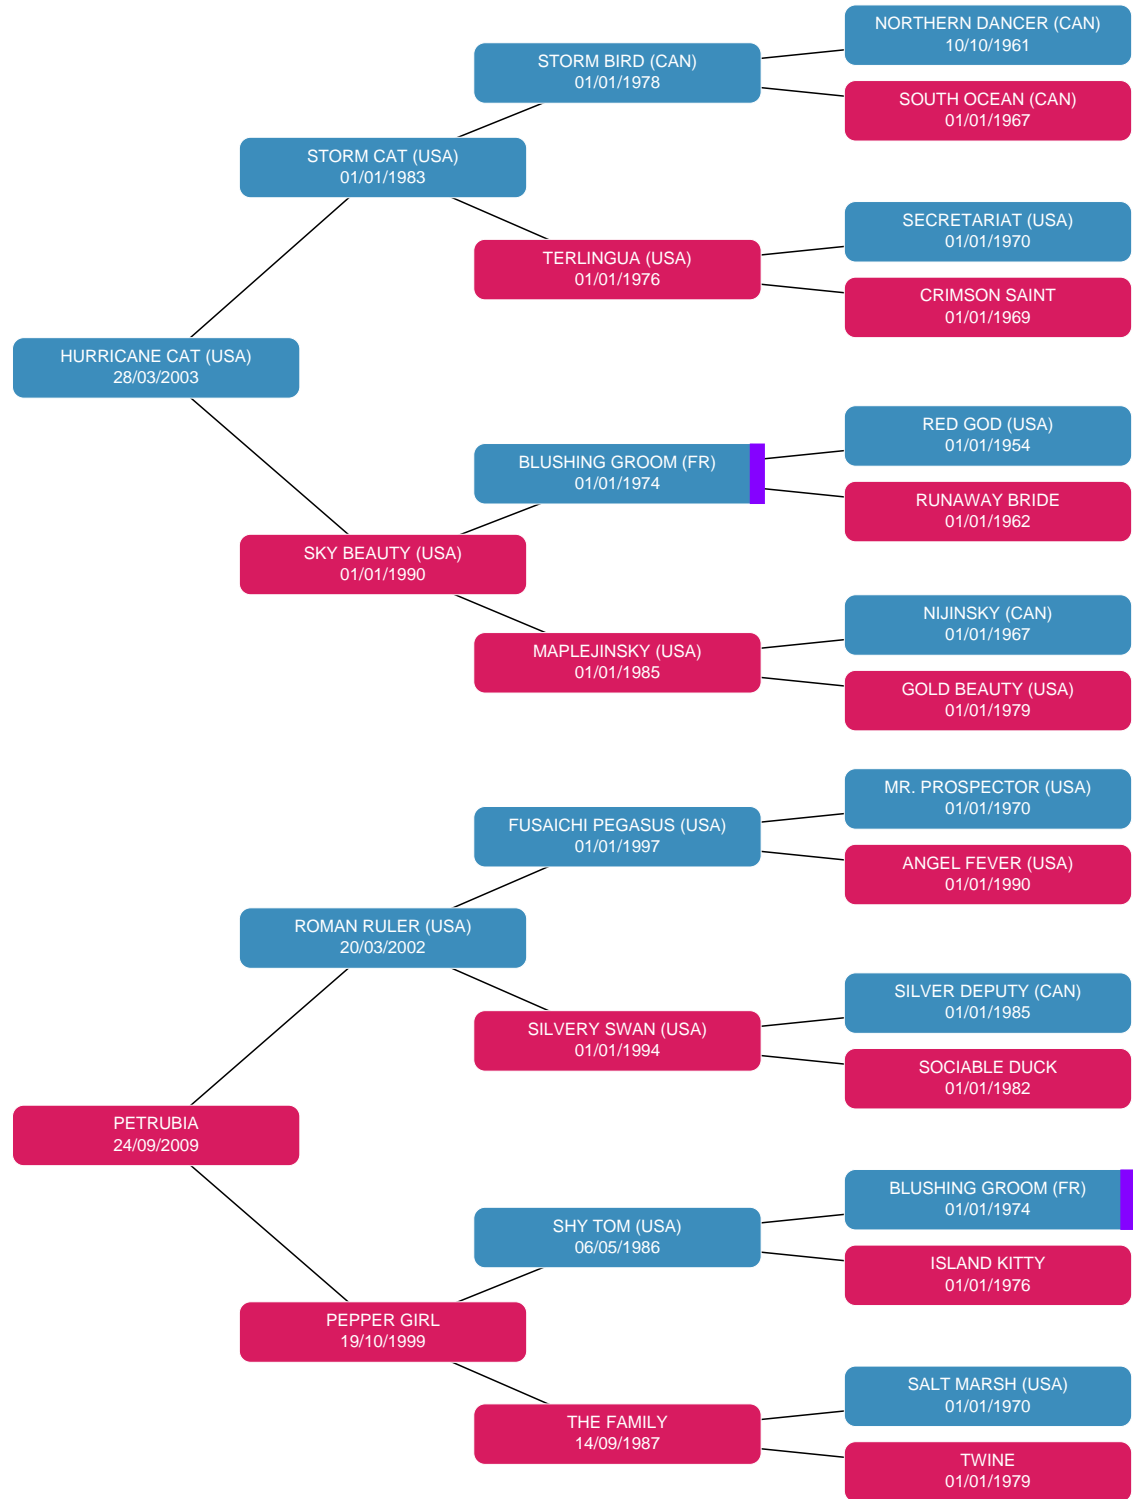 NORTHERN DANCER (CAN)
10/10/1961
STORM BIRD (CAN)
01/01/1978
SOUTH OCEAN (CAN)
01/01/1967
STORM CAT (USA)
01/01/1983
SECRETARIAT (USA)
01/01/1970
TERLINGUA (USA)
01/01/1976
CRIMSON SAINT
01/01/1969
HURRICANE CAT (USA)
28/03/2003
RED GOD (USA)
01/01/1954
BLUSHING GROOM (FR)
01/01/1974
RUNAWAY BRIDE
01/01/1962
SKY BEAUTY (USA)
01/01/1990
NIJINSKY (CAN)
01/01/1967
MAPLEJINSKY (USA)
01/01/1985
GOLD BEAUTY (USA)
01/01/1979
MR. PROSPECTOR (USA)
01/01/1970
FUSAICHI PEGASUS (USA)
01/01/1997
ANGEL FEVER (USA)
01/01/1990
ROMAN RULER (USA)
20/03/2002
SILVER DEPUTY (CAN)
01/01/1985
SILVERY SWAN (USA)
01/01/1994
SOCIABLE DUCK
01/01/1982
PETRUBIA
24/09/2009
BLUSHING GROOM (FR)
01/01/1974
SHY TOM (USA)
06/05/1986
ISLAND KITTY
01/01/1976
PEPPER GIRL
19/10/1999
SALT MARSH (USA)
01/01/1970
THE FAMILY
14/09/1987
TWINE
01/01/1979